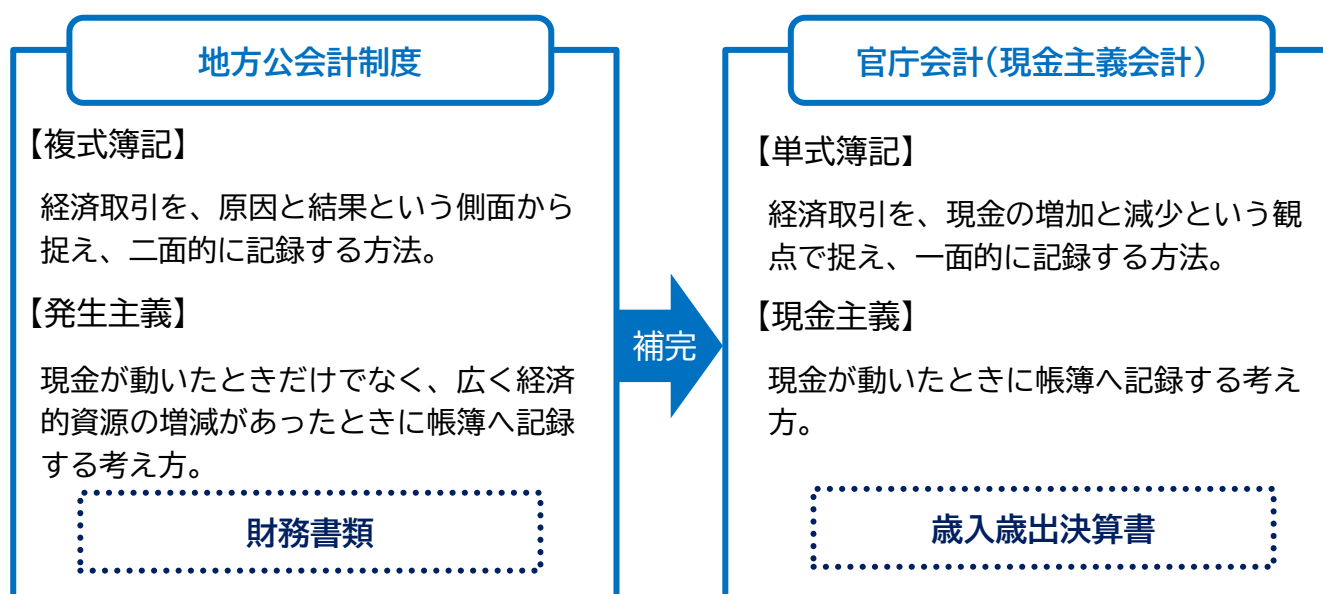 地方公会計制度
【複式簿記】
経済取引を、原因と結果という側面から
捉え、二面的に記録する方法。
【発生主義】
現金が動いたときだけでなく、広く経済
的資源の増減があったときに帳簿へ記録
する考え方。
財務書類
補完
官庁会計(現金主義会計)
【単式簿記】
経済取引を、現金の増加と減少という観
点で捉え、一面的に記録する方法。
【現金主義】
現金が動いたときに帳簿へ記録する考え
方。
歳入歳出決算書